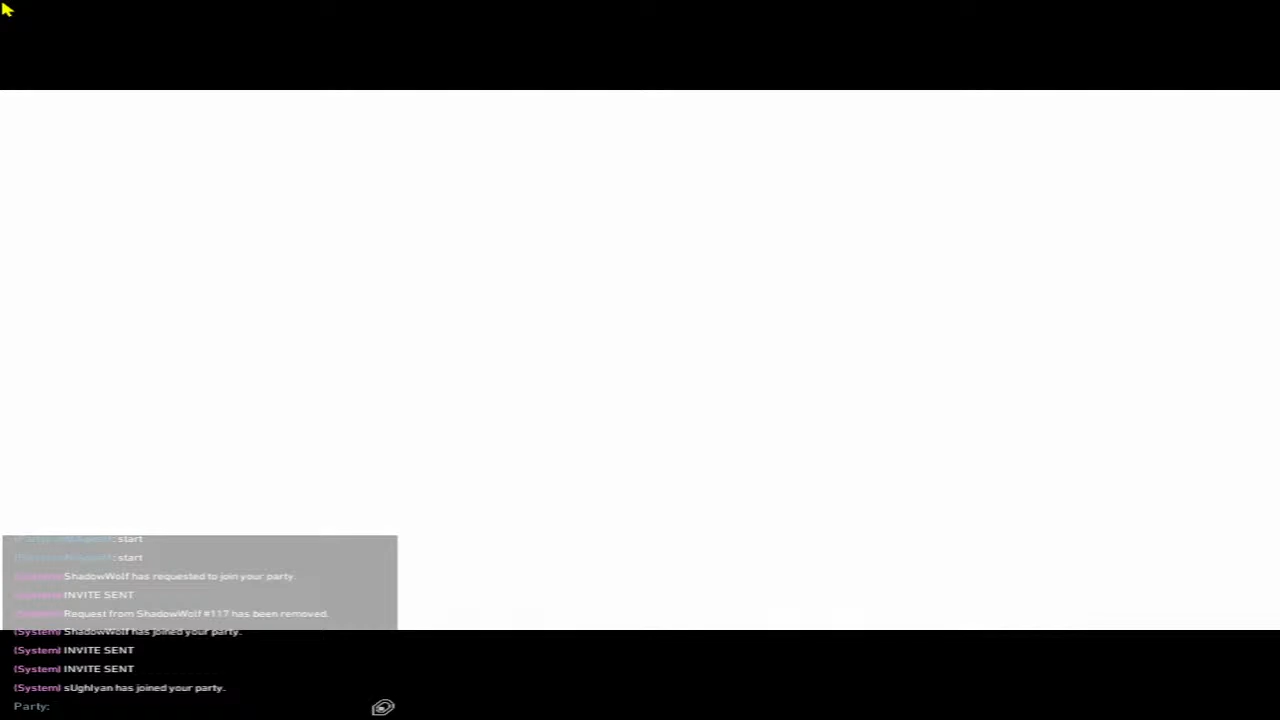 : start
: start
ShadowWolf has requested to join your party.
INVITE SENT
Request from ShadowWolf #117 has been removed.
(System) ShadowWolf has joined your party.
(System) INVITE SENT
(System) INVITE SENT
(System) sUghlyan has joined your party.
Party: